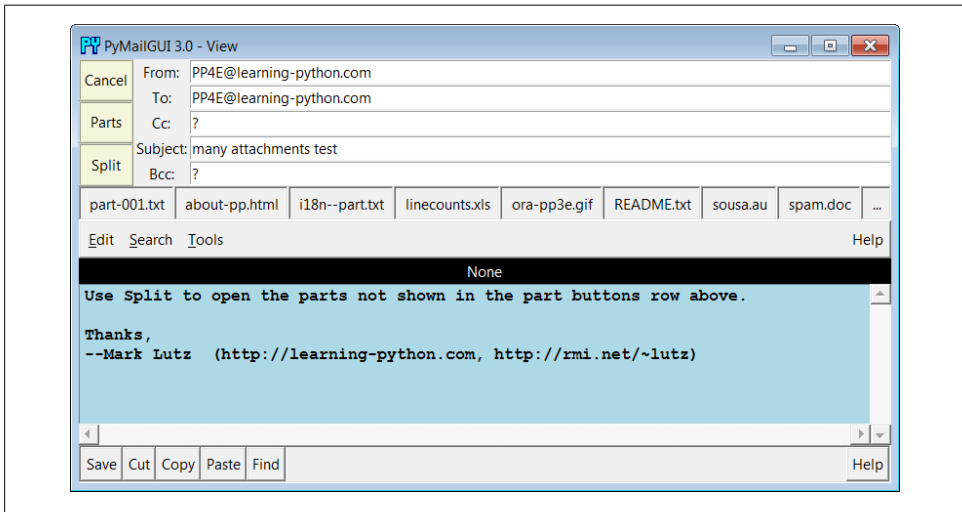 PY PyMailGUI 3.0 - View
Cancel From: PP4E@learning-python.com
To: PP4E@learning-python.com
Parts Cc: ?
Subject: many attachments test
Split Bcc: ?
part-001.txt about-pp.html i18n--part.txt linecounts.xls ora-pp3e.gif README.txt sousa.au spam.doc ...
Edit Search Tools Help
None
Use Split to open the parts not shown in the part buttons row above.
Thanks,
--Mark Lutz (http://learning-python.com, http://rmi.net/~lutz)
Save Cut Copy Paste Find Help